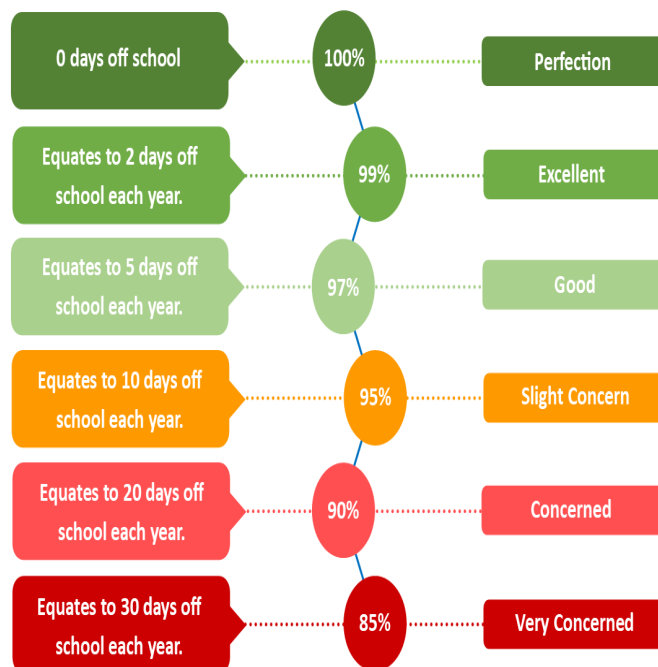 0 days off school
100%
Perfection
Equates to 2 days off
school each year.
99%
Excellent
Equates to 5 days off
school each year.
97%
Good
Equates to 10 days off
school each year.
95%
Slight Concern
Equates to 20 days off
school each year.
90%
Concerned
Equates to 30 days off
school each year.
85%
Very Concerned